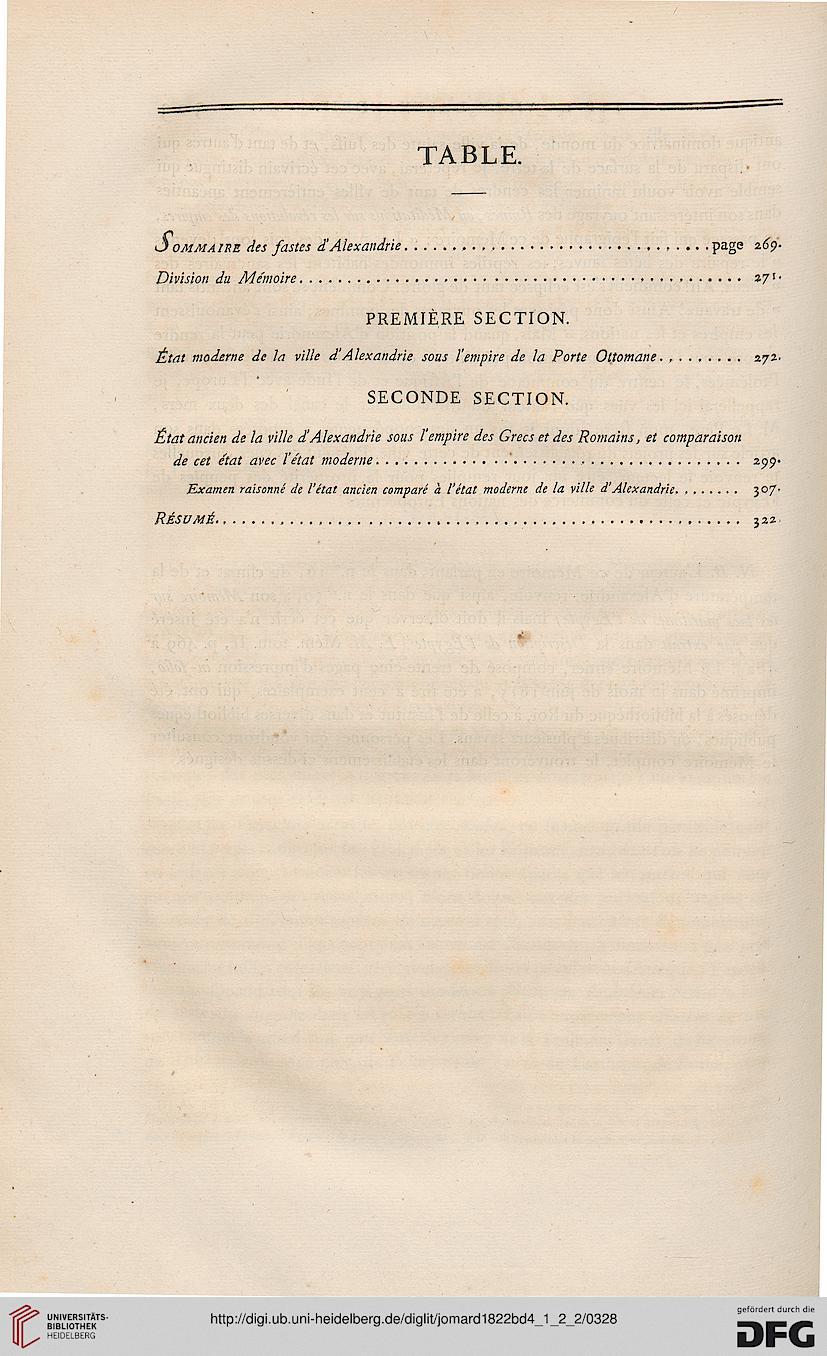 TABLE.
SOMMAIRE des fastes d'Alexandrie................................page 269.
Division du Mémoire.............................................. 271.
PREMIÈRE SECTION.
État moderne de la ville d'Alexandrie sous l'empire de la Porte Ottomane......... 272.
SECONDE SECTION.
État ancien de la ville d'Alexandrie sous l'empire des Grecs et des Romains, et comparaison
de cet état avec l'état moderne...................................... 299.
Examen raisonné de l'état ancien comparé à l'état moderne de la ville d'Alexandrie........ 307.
RÉSUMÉ...................................................... 322.
UNIVERSITÄTS-
BIBLIOTHEK
HEIDELBERG
http://digi.ub.uni-heidelberg.de/diglit/jomard1822bd4_1_2_2/0328
gefördert durch die
DFG